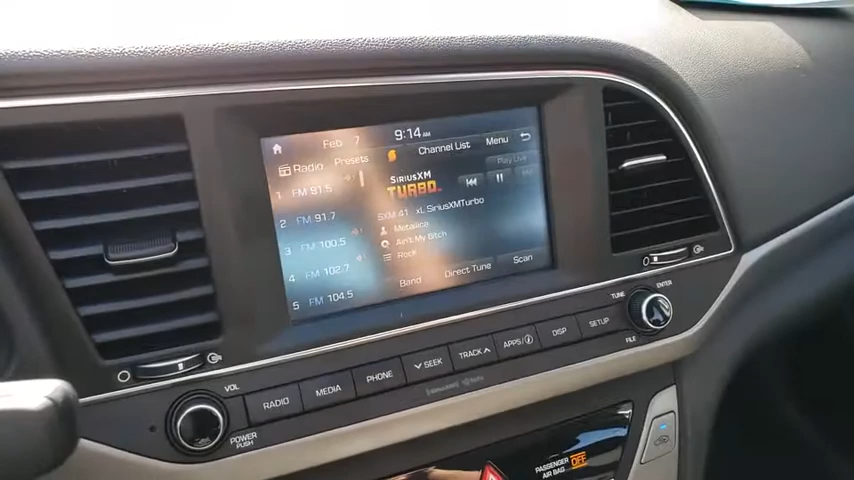 Feb 7
9:14 AM
Radio
Presets
Channel List
Menu
1 FM 91.5
2 FM 91.7
3 FM 100.5
4 FM 102.7
5 FM 104.5
SIRIUSXM
TURBO
Play Live
SXM 41
xL SiriusXMTurbo
Metallica
Ain't My Bitch
Rock
Band
Direct Tune
Scan
VOL
RADIO
MEDIA
PHONE
SEEK
TRACK
APPS/
DISP
SETUP
TUNE
ENTER
FILE
POWER
PUSH
PASSENGER
AIR BAG
OFF